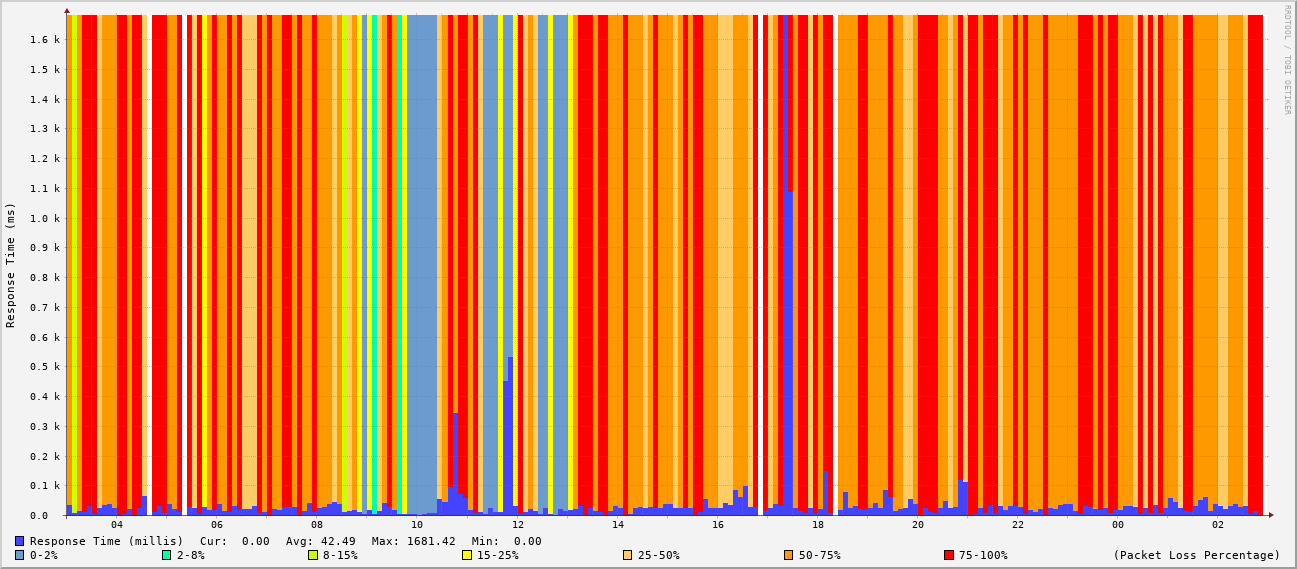 RRDTOOL / TOBI OETIKER
Response Time (ms)
1.6 k
1.5 k
1.4 k
1.3 k
1.2 k
1.1 k
1.0 k
0.9 k
0.8 k
0.7 k
0.6 k
0.5 k
0.4 k
0.3 k
0.2 k
0.1 k
0.0
04 06 08 10 12 14 16 18 20 22 00 02
Response Time (millis) Cur: 0.00 Avg: 42.49 Max: 1681.42 Min: 0.00
0-2% 2-8% 8-15% 15-25% 25-50% 50-75% 75-100% (Packet Loss Percentage)